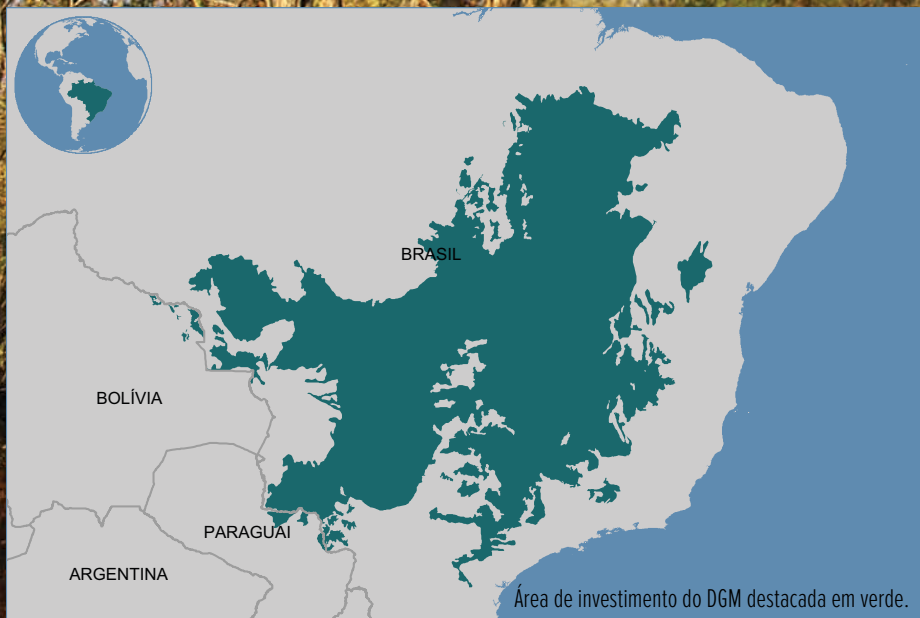 BRASIL
BOLÍVIA
PARAGUAI
ARGENTINA
Área de investimento do DGM destacada em verde.